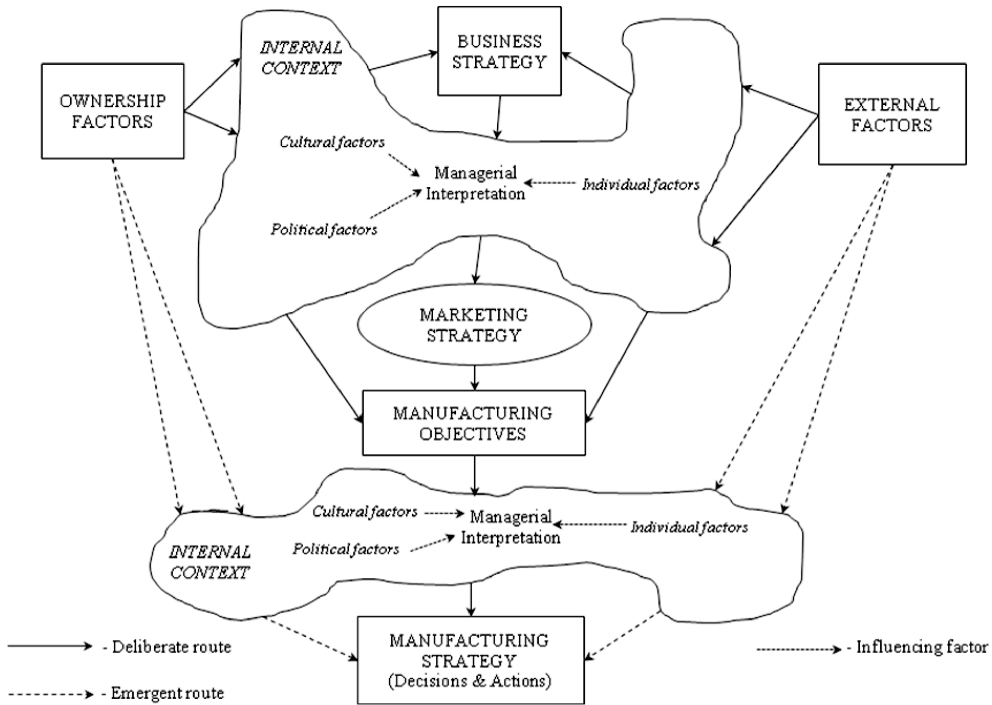 INTERNAL
CONTEXT
BUSINESS
STRATEGY
OWNERSHIP
FACTORS
EXTERNAL
FACTORS
Cultural factors
Managerial
Interpretation
Individual factors
Political factors
MARKETING
STRATEGY
MANUFACTURING
OBJECTIVES
Cultural factors
Managerial
Interpretation
Individual factors
Political factors
INTERNAL
CONTEXT
MANUFACTURING
STRATEGY
(Decisions & Actions)
- Deliberate route
- Influencing factor
- Emergent route